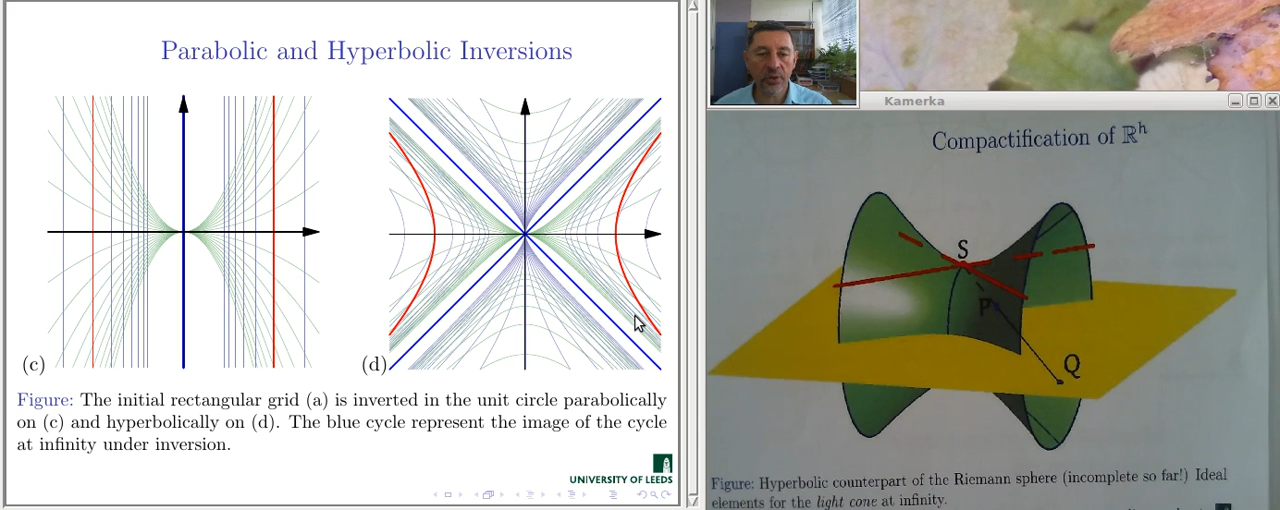 Parabolic and Hyperbolic Inversions
(c)
(d)
Figure: The initial rectangular grid (a) is inverted in the unit circle parabolically
on (c) and hyperbolically on (d). The blue cycle represent the image of the cycle
at infinity under inversion.
UNIVERSITY OF LEEDS
Kamerka
Compactification of ℝʰ
S
P
Q
Figure: Hyperbolic counterpart of the Riemann sphere (incomplete so far!) Ideal
elements for the light cone at infinity.